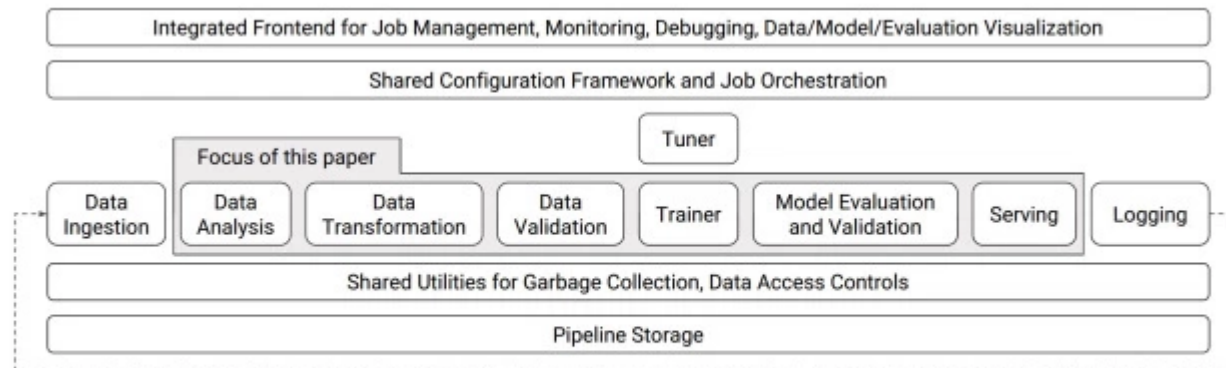 Integrated Frontend for Job Management, Monitoring, Debugging, Data/Model/Evaluation Visualization
Shared Configuration Framework and Job Orchestration
Tuner
Focus of this paper
Data
Ingestion
Data
Analysis
Data
Transformation
Data
Validation
Trainer
Model Evaluation
and Validation
Serving
Logging
Shared Utilities for Garbage Collection, Data Access Controls
Pipeline Storage